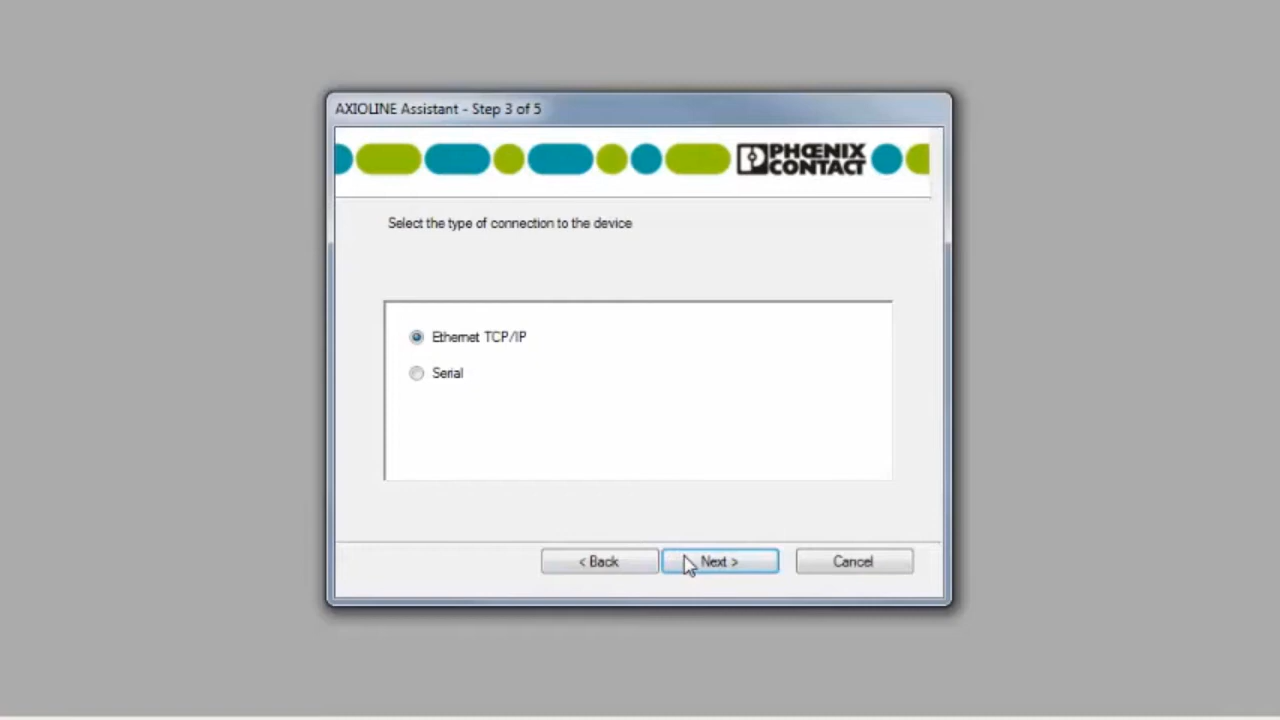 AXIOLINE Assistant - Step 3 of 5
PHŒNIX
CONTACT
Select the type of connection to the device
Ethernet TCP/IP
Serial
< Back
Next >
Cancel